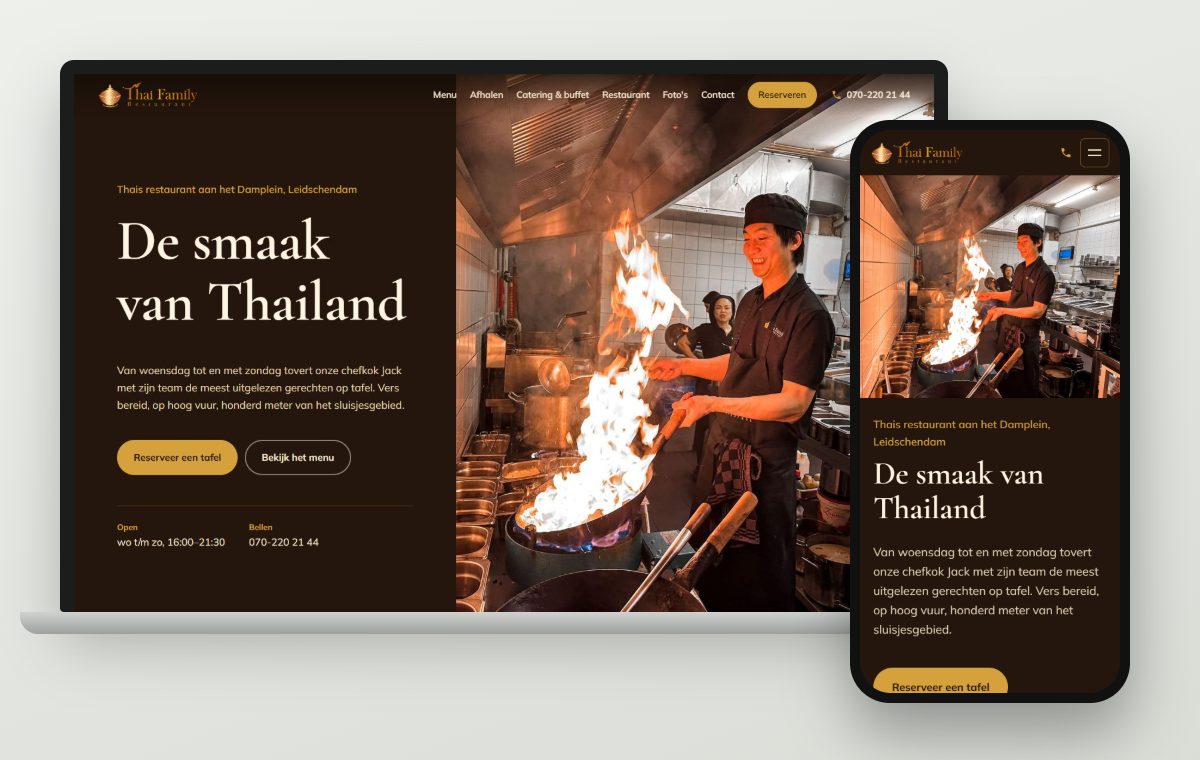 Thai Family
Restaurant
Menu Afhalen Catering & buffet Restaurant Foto's Contact Reserveren 070-220 21 44
Thais restaurant aan het Damplein, Leidschendam
De smaak
van Thailand
Van woensdag tot en met zondag tovert onze chefkok Jack
met zijn team de meest uitgelezen gerechten op tafel. Vers
bereid, op hoog vuur, honderd meter van het sluisjesgebied.
Reserveer een tafel Bekijk het menu
Open Bellen
wo t/m zo, 16:00–21:30 070-220 21 44
Thai Family
Restaurant
Thais restaurant aan het Damplein,
Leidschendam
De smaak van
Thailand
Van woensdag tot en met zondag tovert
onze chefkok Jack met zijn team de meest
uitgelezen gerechten op tafel. Vers bereid,
op hoog vuur, honderd meter van het
sluisjesgebied.
Reserveer een tafel